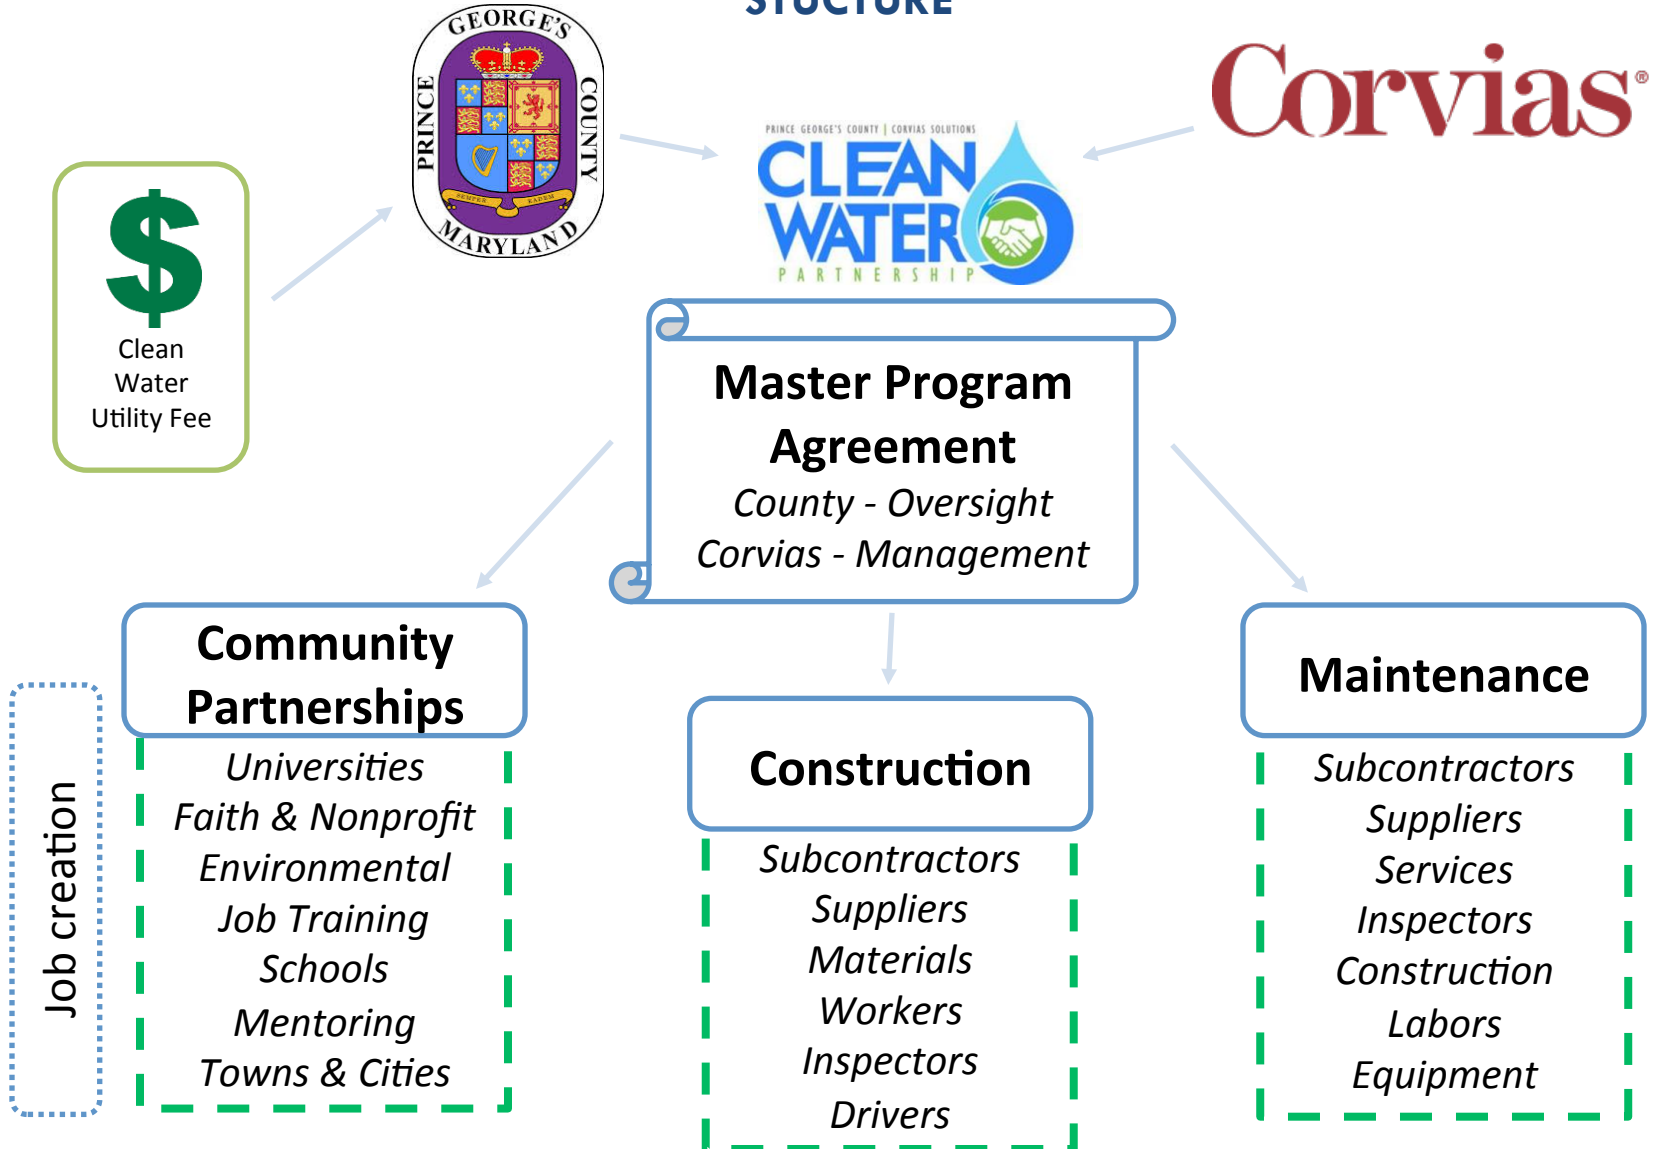 STUCTURE
PRINCE GEORGE'S COUNTY MARYLAND
SEMPER EADEM
Corvias®
PRINCE GEORGE'S COUNTY | CORVIAS SOLUTIONS
CLEAN
WATER
PARTNERSHIP
$
Clean
Water
Utility Fee
Master Program
Agreement
County - Oversight
Corvias - Management
Job creation
Community
Partnerships
Universities
Faith & Nonprofit
Environmental
Job Training
Schools
Mentoring
Towns & Cities
Construction
Subcontractors
Suppliers
Materials
Workers
Inspectors
Drivers
Maintenance
Subcontractors
Suppliers
Services
Inspectors
Construction
Labors
Equipment